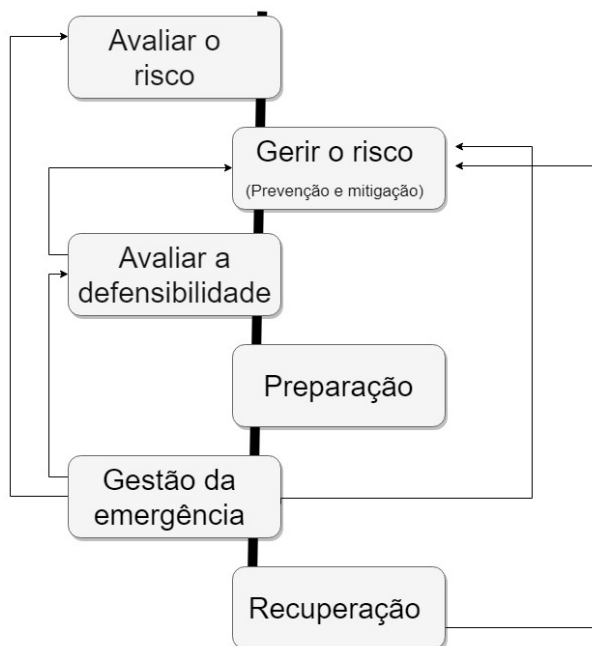 Avaliar o
risco
Gerir o risco
(Prevenção e mitigação)
Avaliar a
defensibilidade
Preparação
Gestão da
emergência
Recuperação